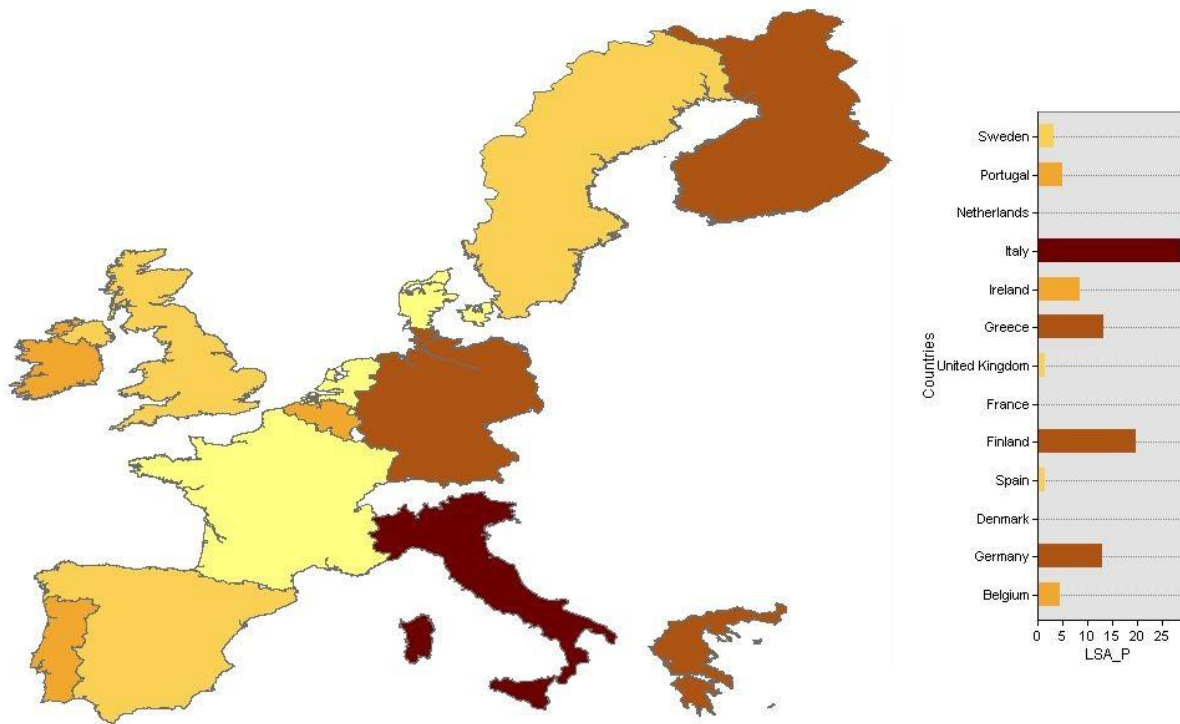 Sweden
Portugal
Netherlands
Italy
Ireland
Greece
United Kingdom
France
Finland
Spain
Denmark
Germany
Belgium
Countries
0 5 10 15 20 25
LSA_P